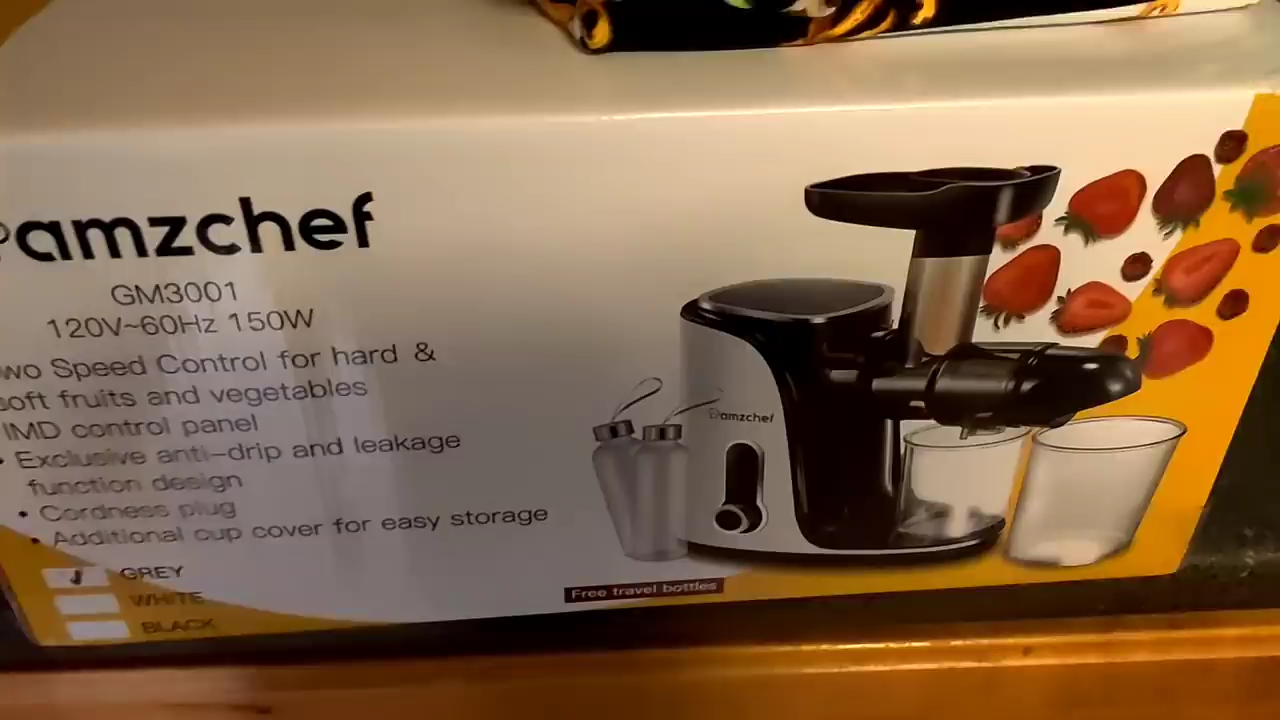 amzchef
GM3001
120V~60Hz 150W
wo Speed Control for hard &
soft fruits and vegetables
IMD control panel
• Exclusive anti-drip and leakage
function design
• Cordness plug
• Additional cup cover for easy storage
GREY
WHITE
BLACK
amzchef
Free travel bottles